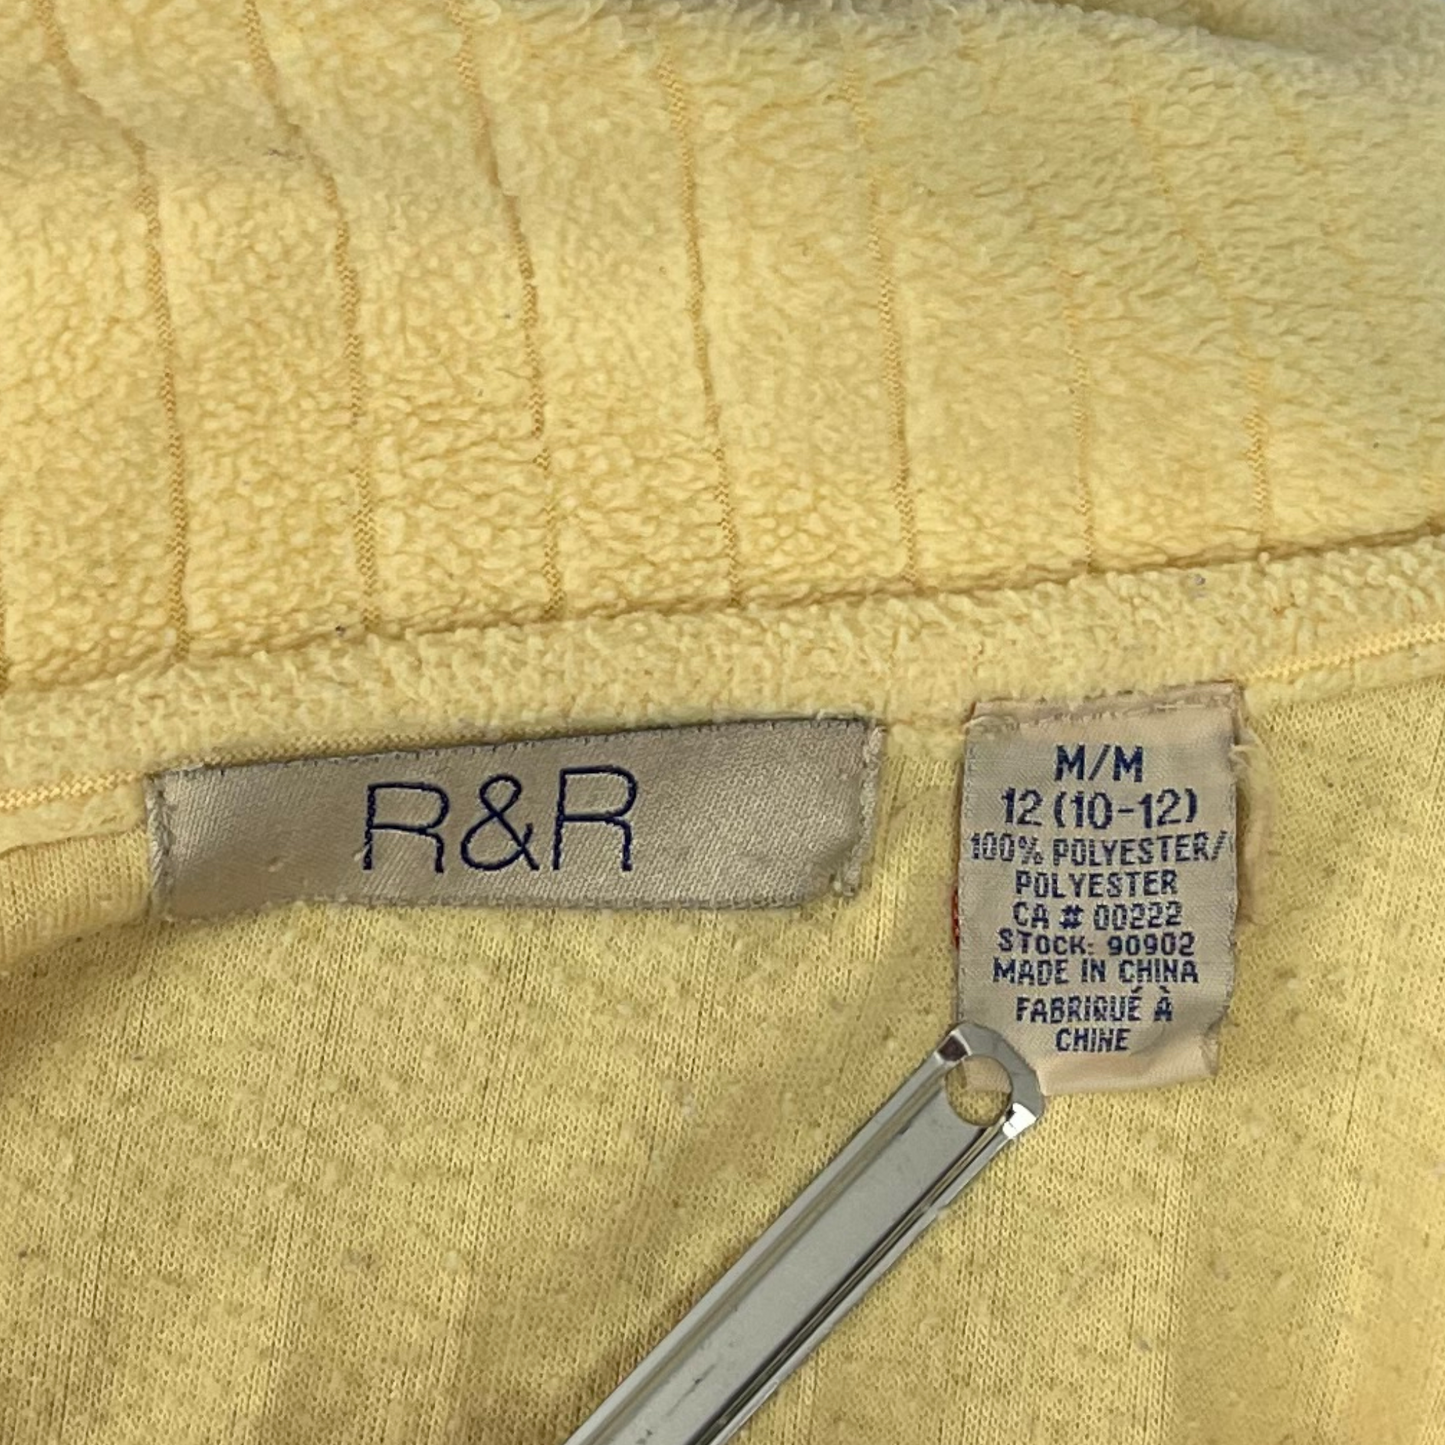 R&R
M/M
12 (10-12)
100% POLYESTER/
POLYESTER
CA # 00222
STOCK: 90902
MADE IN CHINA
FABRIQUÉ À
CHINE